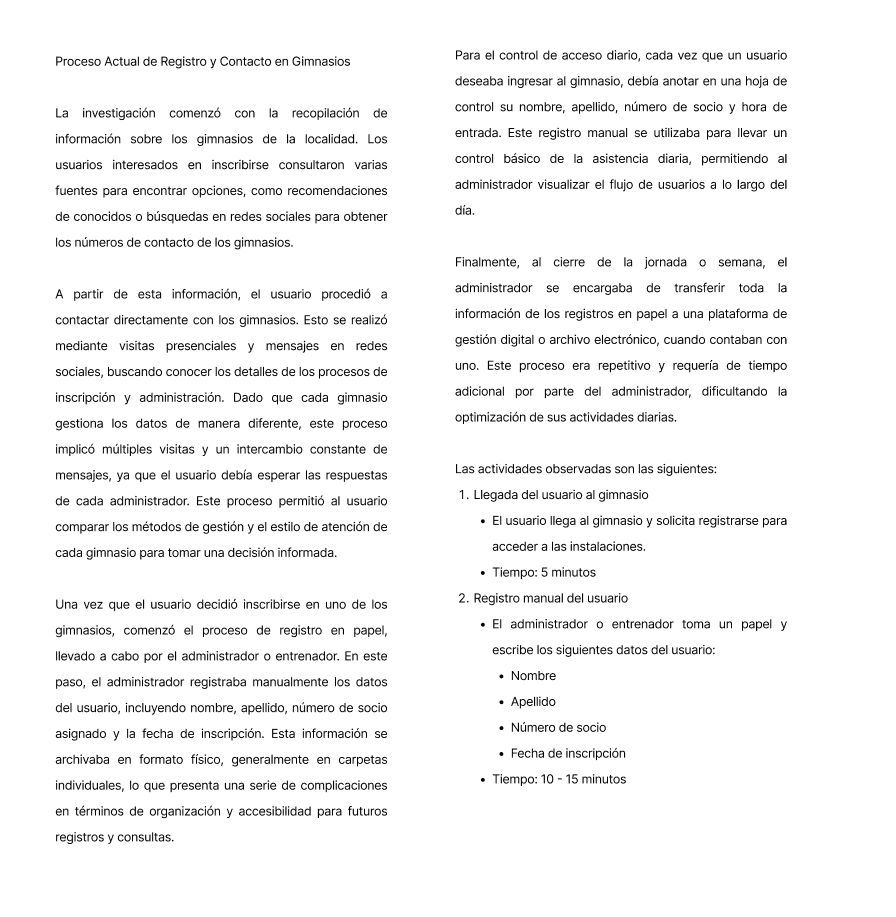 Proceso Actual de Registro y Contacto en Gimnasios
La investigación comenzó con la recopilación de
información sobre los gimnasios de la localidad. Los
usuarios interesados en inscribirse consultaron varias
fuentes para encontrar opciones, como recomendaciones
de conocidos o búsquedas en redes sociales para obtener
los números de contacto de los gimnasios.
A partir de esta información, el usuario procedió a
contactar directamente con los gimnasios. Esto se realizó
mediante visitas presenciales y mensajes en redes
sociales, buscando conocer los detalles de los procesos de
inscripción y administración. Dado que cada gimnasio
gestiona los datos de manera diferente, este proceso
implicó múltiples visitas y un intercambio constante de
mensajes, ya que el usuario debía esperar las respuestas
de cada administrador. Este proceso permitió al usuario
comparar los métodos de gestión y el estilo de atención de
cada gimnasio para tomar una decisión informada.
Una vez que el usuario decidió inscribirse en uno de los
gimnasios, comenzó el proceso de registro en papel,
llevado a cabo por el administrador o entrenador. En este
paso, el administrador registraba manualmente los datos
del usuario, incluyendo nombre, apellido, número de socio
asignado y la fecha de inscripción. Esta información se
archivaba en formato físico, generalmente en carpetas
individuales, lo que presenta una serie de complicaciones
en términos de organización y accesibilidad para futuros
registros y consultas.
Para el control de acceso diario, cada vez que un usuario
deseaba ingresar al gimnasio, debía anotar en una hoja de
control su nombre, apellido, número de socio y hora de
entrada. Este registro manual se utilizaba para llevar un
control básico de la asistencia diaria, permitiendo al
administrador visualizar el flujo de usuarios a lo largo del
día.
Finalmente, al cierre de la jornada o semana, el
administrador se encargaba de transferir toda la
información de los registros en papel a una plataforma de
gestión digital o archivo electrónico, cuando contaban con
uno. Este proceso era repetitivo y requería de tiempo
adicional por parte del administrador, dificultando la
optimización de sus actividades diarias.
Las actividades observadas son las siguientes:
1. Llegada del usuario al gimnasio
• El usuario llega al gimnasio y solicita registrarse para
acceder a las instalaciones.
• Tiempo: 5 minutos
2. Registro manual del usuario
• El administrador o entrenador toma un papel y
escribe los siguientes datos del usuario:
• Nombre
• Apellido
• Número de socio
• Fecha de inscripción
• Tiempo: 10 - 15 minutos